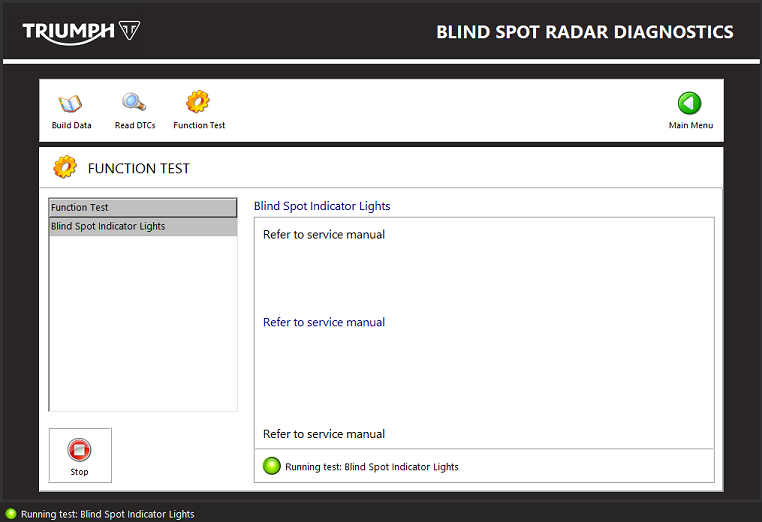 TRIUMPH
BLIND SPOT RADAR DIAGNOSTICS
Build Data
Read DTCs
Function Test
Main Menu
FUNCTION TEST
Function Test
Blind Spot Indicator Lights
Blind Spot Indicator Lights
Refer to service manual
Refer to service manual
Refer to service manual
Stop
Running test: Blind Spot Indicator Lights
Running test: Blind Spot Indicator Lights